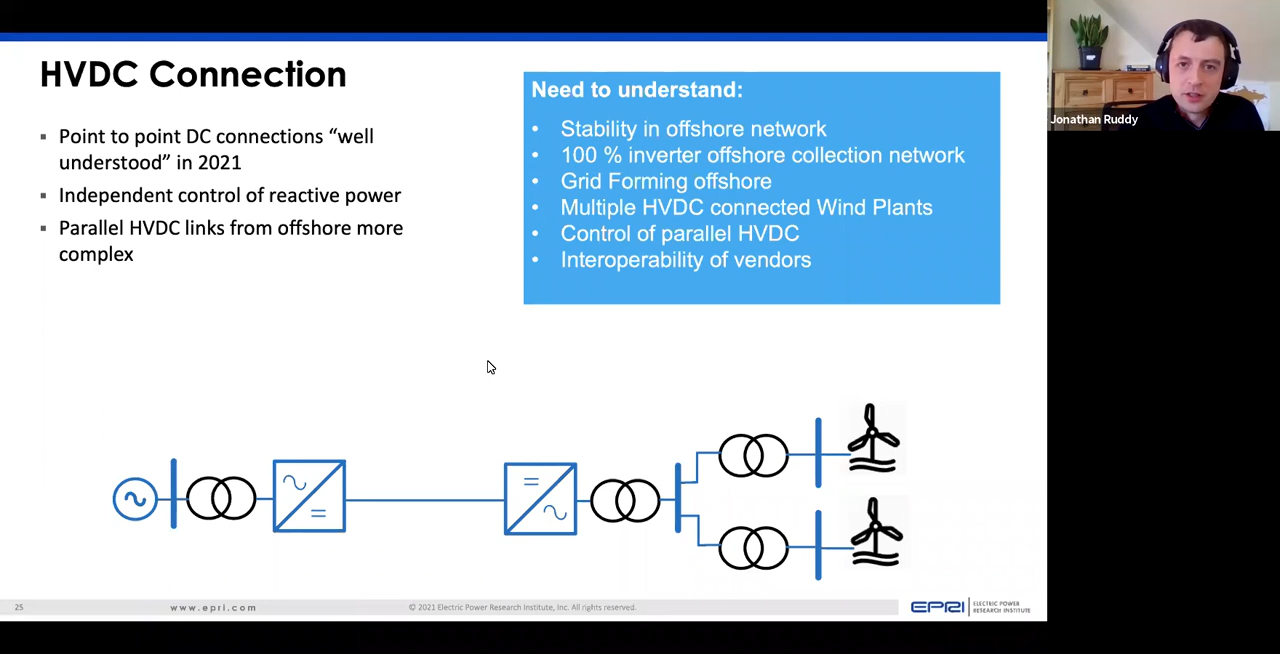 HVDC Connection
▪ Point to point DC connections “well
understood” in 2021
▪ Independent control of reactive power
▪ Parallel HVDC links from offshore more
complex
Need to understand:
• Stability in offshore network
• 100 % inverter offshore collection network
• Grid Forming offshore
• Multiple HVDC connected Wind Plants
• Control of parallel HVDC
• Interoperability of vendors
Jonathan Ruddy
25
www.epri.com
© 2021 Electric Power Research Institute, Inc. All rights reserved.
EPRI
ELECTRIC POWER
RESEARCH INSTITUTE